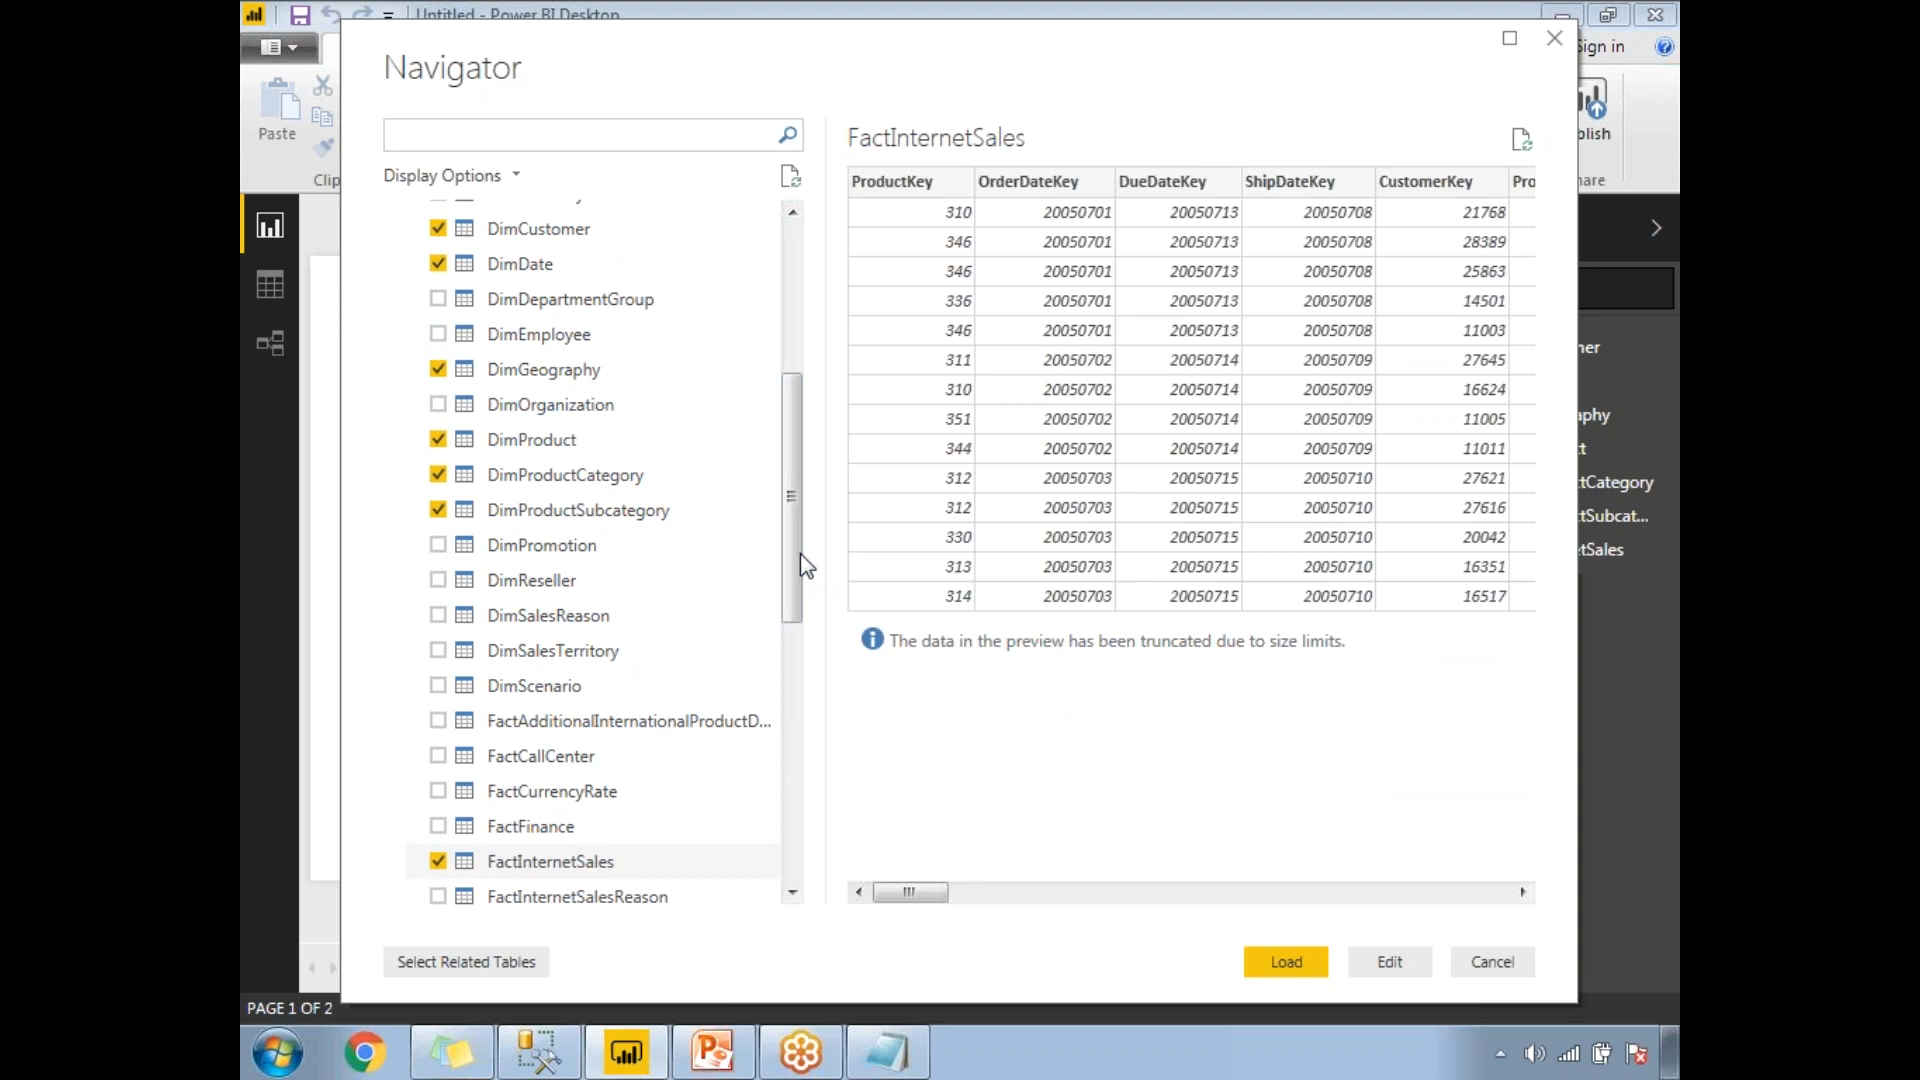 Untitled - Power BI Desktop
Navigator
Sign in
Paste
Clip
blish
hare
Display Options
DimCustomer
DimDate
DimDepartmentGroup
DimEmployee
DimGeography
DimOrganization
DimProduct
DimProductCategory
DimProductSubcategory
DimPromotion
DimReseller
DimSalesReason
DimSalesTerritory
DimScenario
FactAdditionalInternationalProductD...
FactCallCenter
FactCurrencyRate
FactFinance
FactInternetSales
FactInternetSalesReason
FactInternetSales
ProductKey OrderDateKey DueDateKey ShipDateKey CustomerKey Pro
310 20050701 20050713 20050708 21768
346 20050701 20050713 20050708 28389
346 20050701 20050713 20050708 25863
336 20050701 20050713 20050708 14501
346 20050701 20050713 20050708 11003
311 20050702 20050714 20050709 27645
310 20050702 20050714 20050709 16624
351 20050702 20050714 20050709 11005
344 20050702 20050714 20050709 11011
312 20050703 20050715 20050710 27621
312 20050703 20050715 20050710 27616
330 20050703 20050715 20050710 20042
313 20050703 20050715 20050710 16351
314 20050703 20050715 20050710 16517
The data in the preview has been truncated due to size limits.
ner
aphy
ct
tCategory
tSubcat...
tSales
Select Related Tables
Load
Edit
Cancel
PAGE 1 OF 2